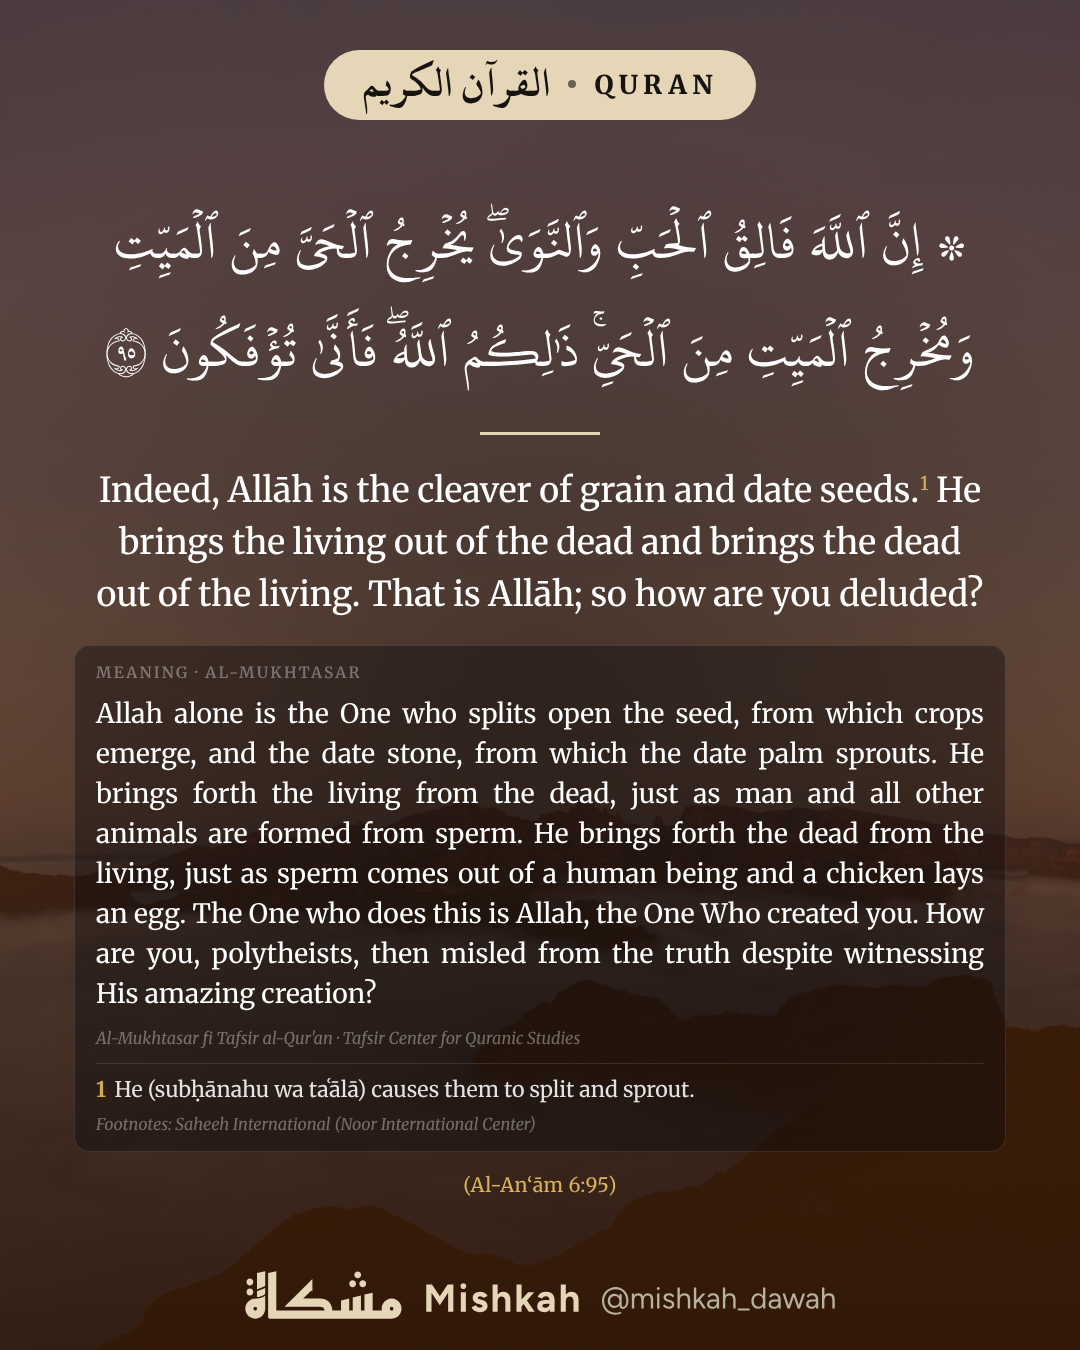 القرآن الكريم • QURAN
۞ إِنَّ ٱللَّهَ فَالِقُ ٱلْحَبِّ وَٱلنَّوَىٰ ۖ يُخْرِجُ ٱلْحَىَّ مِنَ ٱلْمَيِّتِ
وَمُخْرِجُ ٱلْمَيِّتِ مِنَ ٱلْحَىِّ ۚ ذَٰلِكُمُ ٱللَّهُ ۖ فَأَنَّىٰ تُؤْفَكُونَ ٩٥
Indeed, Allāh is the cleaver of grain and date seeds.1 He
brings the living out of the dead and brings the dead
out of the living. That is Allāh; so how are you deluded?
MEANING · AL-MUKHTASAR
Allah alone is the One who splits open the seed, from which crops
emerge, and the date stone, from which the date palm sprouts. He
brings forth the living from the dead, just as man and all other
animals are formed from sperm. He brings forth the dead from the
living, just as sperm comes out of a human being and a chicken lays
an egg. The One who does this is Allah, the One Who created you. How
are you, polytheists, then misled from the truth despite witnessing
His amazing creation?
Al-Mukhtasar fi Tafsir al-Qur'an · Tafsir Center for Quranic Studies
1 He (subḥānahu wa taʿālā) causes them to split and sprout.
Footnotes: Saheeh International (Noor International Center)
(Al-An‘ām 6:95)
مشكاة Mishkah @mishkah_dawah